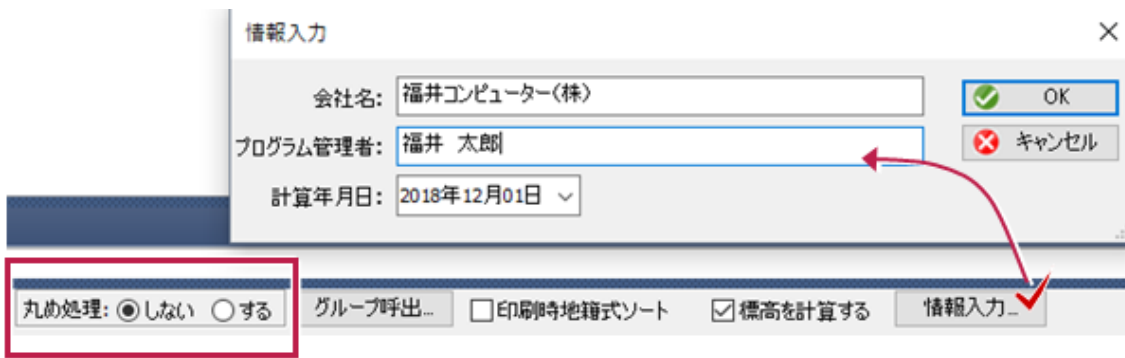 情報入力
会社名: 福井コンピューター(株) OK
プログラム管理者: 福井 太郎 キャンセル
計算年月日: 2018年12月01日
丸め処理: しない する グループ呼出... 印刷時地籍式ソート 標高を計算する 情報入力...